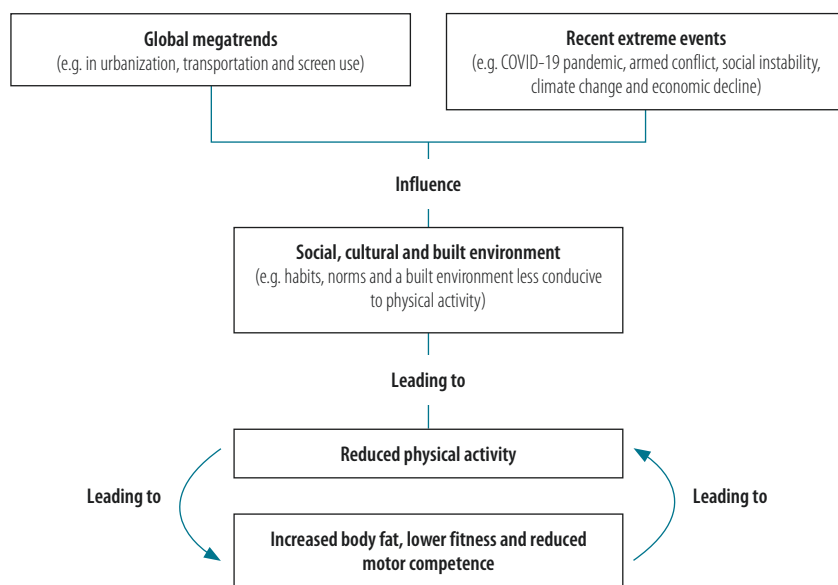 Global megatrends
(e.g. in urbanization, transportation and screen use)
Recent extreme events
(e.g. COVID-19 pandemic, armed conflict, social instability,
climate change and economic decline)
Influence
Social, cultural and built environment
(e.g. habits, norms and a built environment less conducive
to physical activity)
Leading to
Reduced physical activity
Leading to
Leading to
Increased body fat, lower fitness and reduced
motor competence